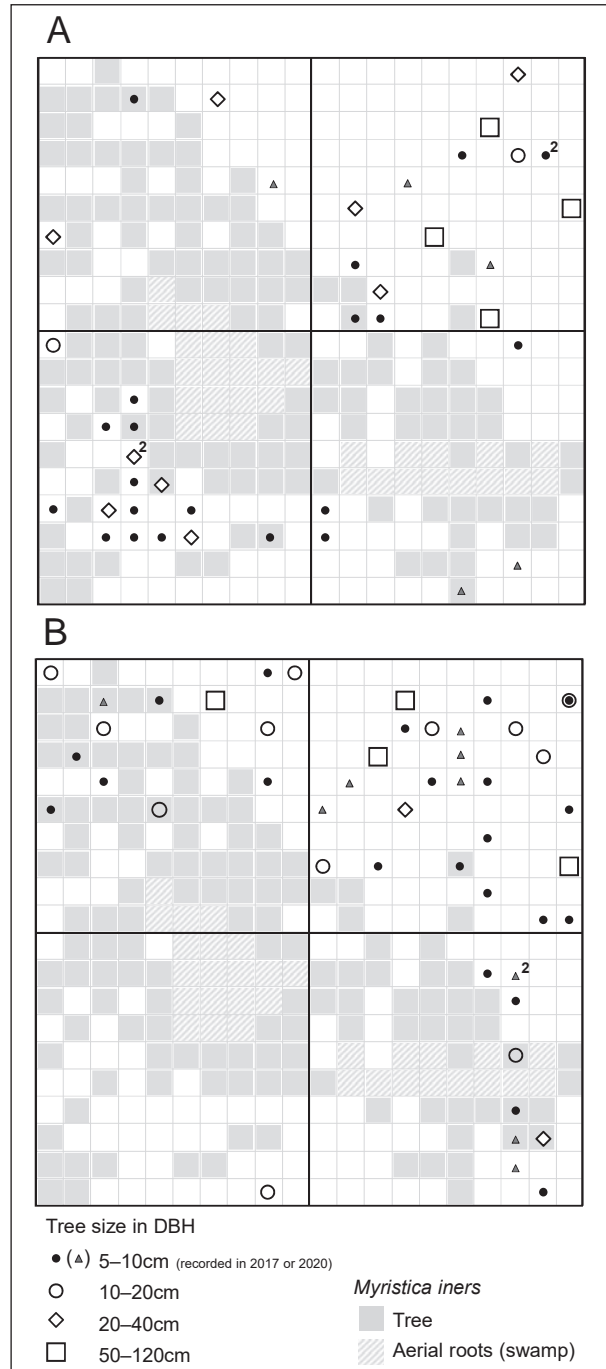 A
2
2
B
2
Tree size in DBH
5–10cm (recorded in 2017 or 2020)
10–20cm
20–40cm
50–120cm
Myristica iners
Tree
Aerial roots (swamp)